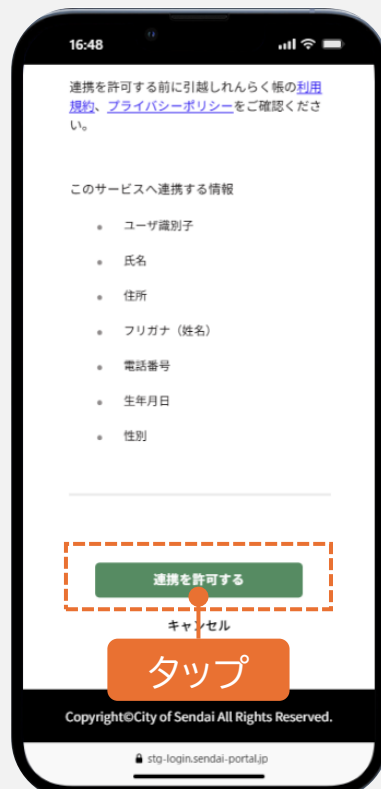 16:48
連携を許可する前に引越しれんらく帳の利用
規約、プライバシーポリシーをご確認くださ
い。
このサービスへ連携する情報
ユーザ識別子
氏名
住所
フリガナ（姓名）
電話番号
生年月日
性別
連携を許可する
キャンセル
タップ
Copyright©City of Sendai All Rights Reserved.
stg-login.sendai-portal.jp